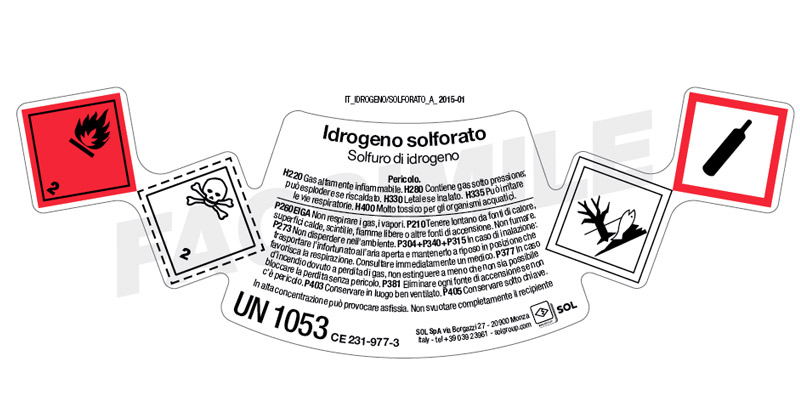 IT_IDROGENO/SOLFORATO_A_ 2015-01
Idrogeno solforato
Solfuro di idrogeno
Pericolo.
H220 Gas altamente infiammabile. H280 Contiene gas sotto pressione;
può esplodere se riscaldato. H330 Letale se inalato. H335 Può irritare
le vie respiratorie. H400 Molto tossico per gli organismi acquatici.
P260EIGA Non respirare i gas, i vapori. P210 Tenere lontano da fonti di calore,
superfici calde, scintille, fiamme libere o altre fonti di accensione. Non fumare.
P273 Non disperdere nell'ambiente. P304+P340+P315 In caso di inalazione:
trasportare l'infortunato all'aria aperta e mantenerlo a riposo in posizione che
favorisca la respirazione. Consultare immediatamente un medico. P377 In caso
d'incendio dovuto a perdita di gas, non estinguere a meno che non sia possibile
bloccare la perdita senza pericolo. P381 Eliminare ogni fonte di accensione se non
c'è pericolo. P403 Conservare in luogo ben ventilato. P405 Conservare sotto chiave.
In alta concentrazione può provocare asfissia. Non svuotare completamente il recipiente
UN 1053 CE 231-977-3
SOL SpA via Borgazzi 27 - 20900 Monza
Italy - tel +39 039 23961 - solgroup.com
SOL
2
2
FAC SIMILE